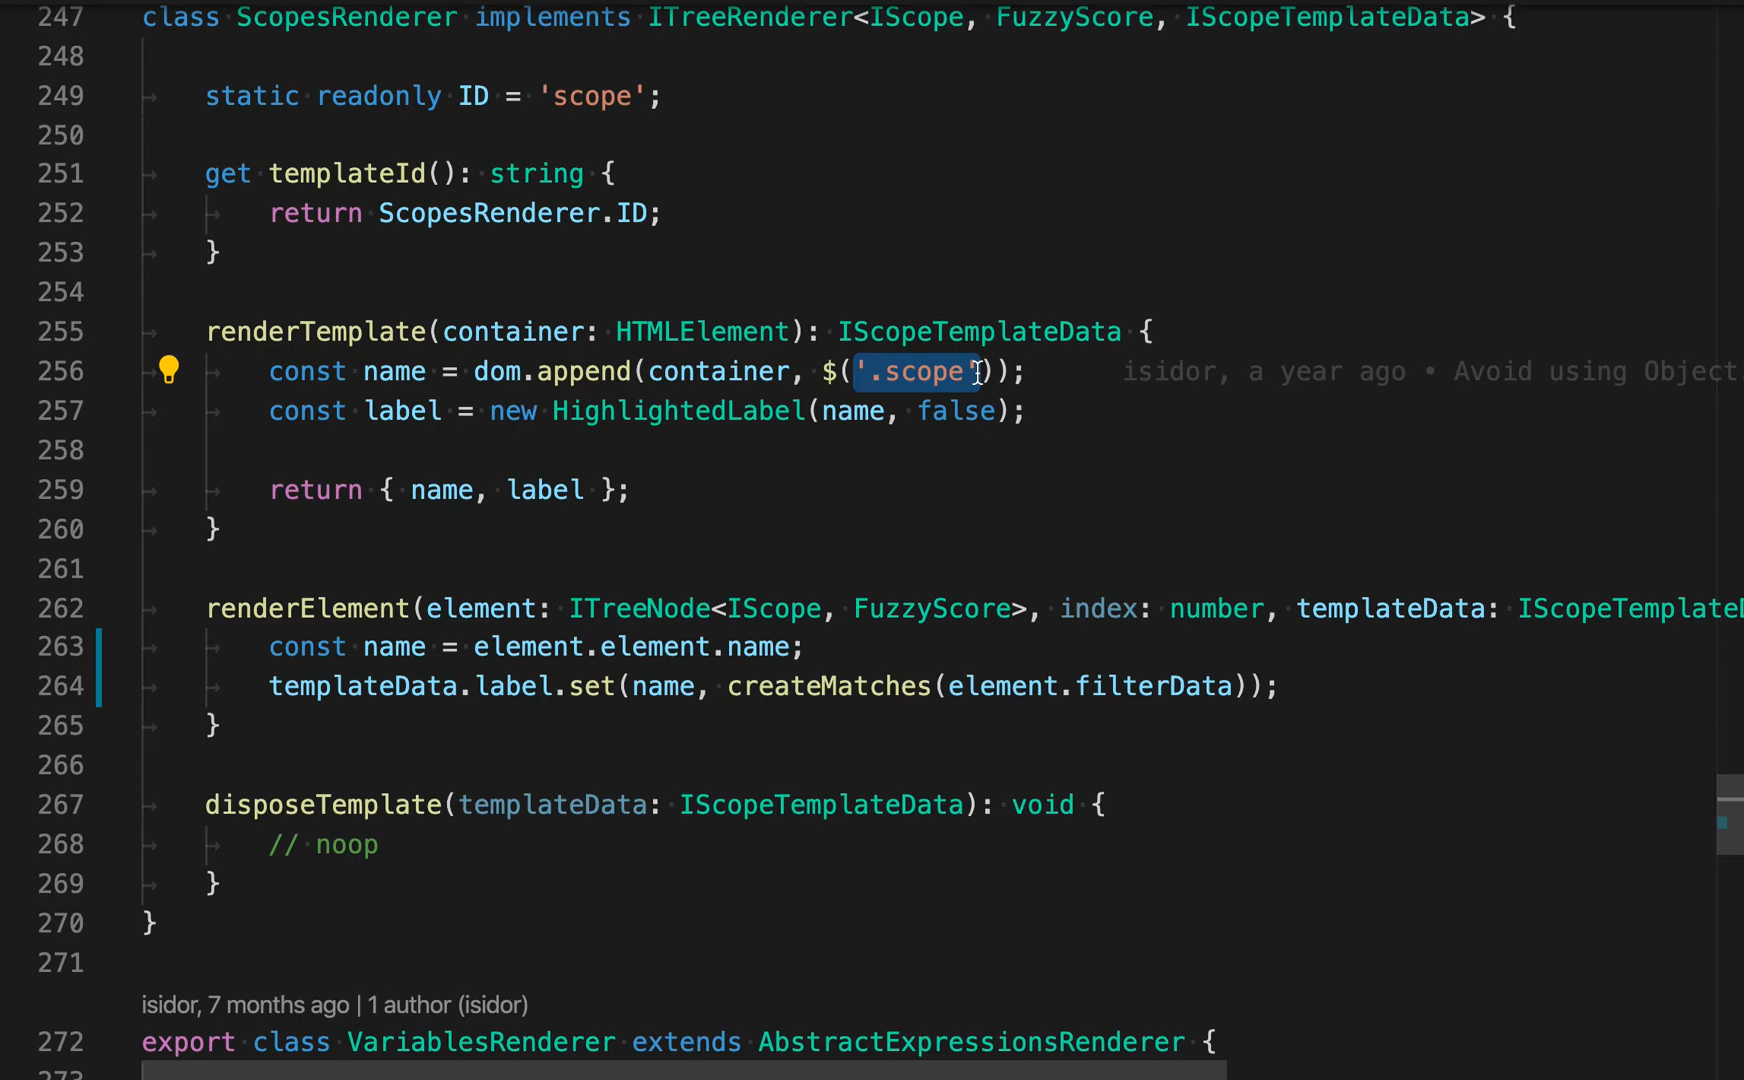 247 class ScopesRenderer implements ITreeRenderer<IScope, FuzzyScore, IScopeTemplateData> {
248
249 static readonly ID = 'scope';
250
251 get templateId(): string {
252 return ScopesRenderer.ID;
253 }
254
255 renderTemplate(container: HTMLElement): IScopeTemplateData {
256 const name = dom.append(container, $('.scope')); isidor, a year ago • Avoid using Object
257 const label = new HighlightedLabel(name, false);
258
259 return { name, label };
260 }
261
262 renderElement(element: ITreeNode<IScope, FuzzyScore>, index: number, templateData: IScopeTemplate
263 const name = element.element.name;
264 templateData.label.set(name, createMatches(element.filterData));
265 }
266
267 disposeTemplate(templateData: IScopeTemplateData): void {
268 // noop
269 }
270 }
271
isidor, 7 months ago | 1 author (isidor)
272 export class VariablesRenderer extends AbstractExpressionsRenderer {